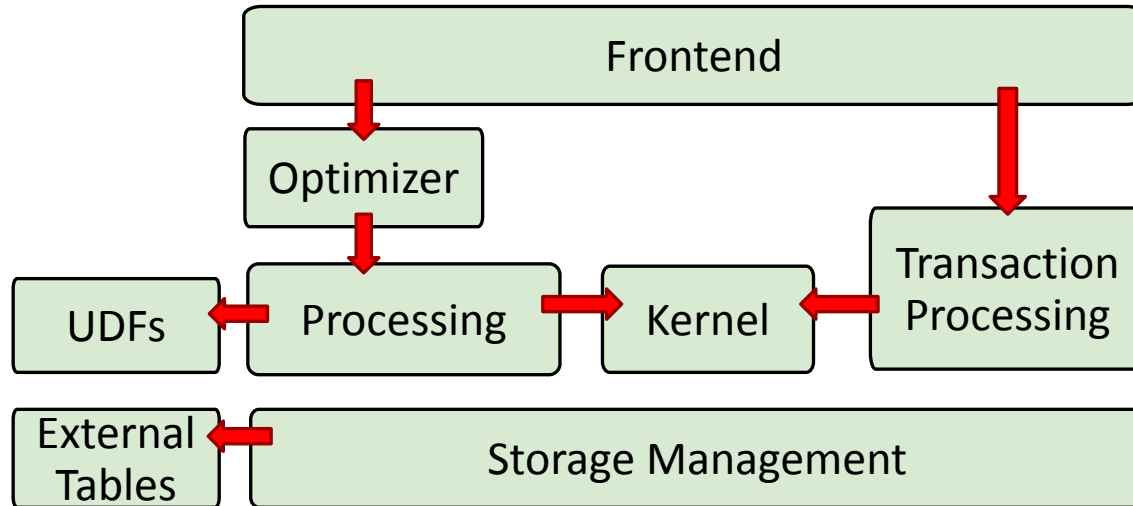 Frontend
Optimizer
Transaction
Processing
UDFs
Processing
Kernel
External
Tables
Storage Management